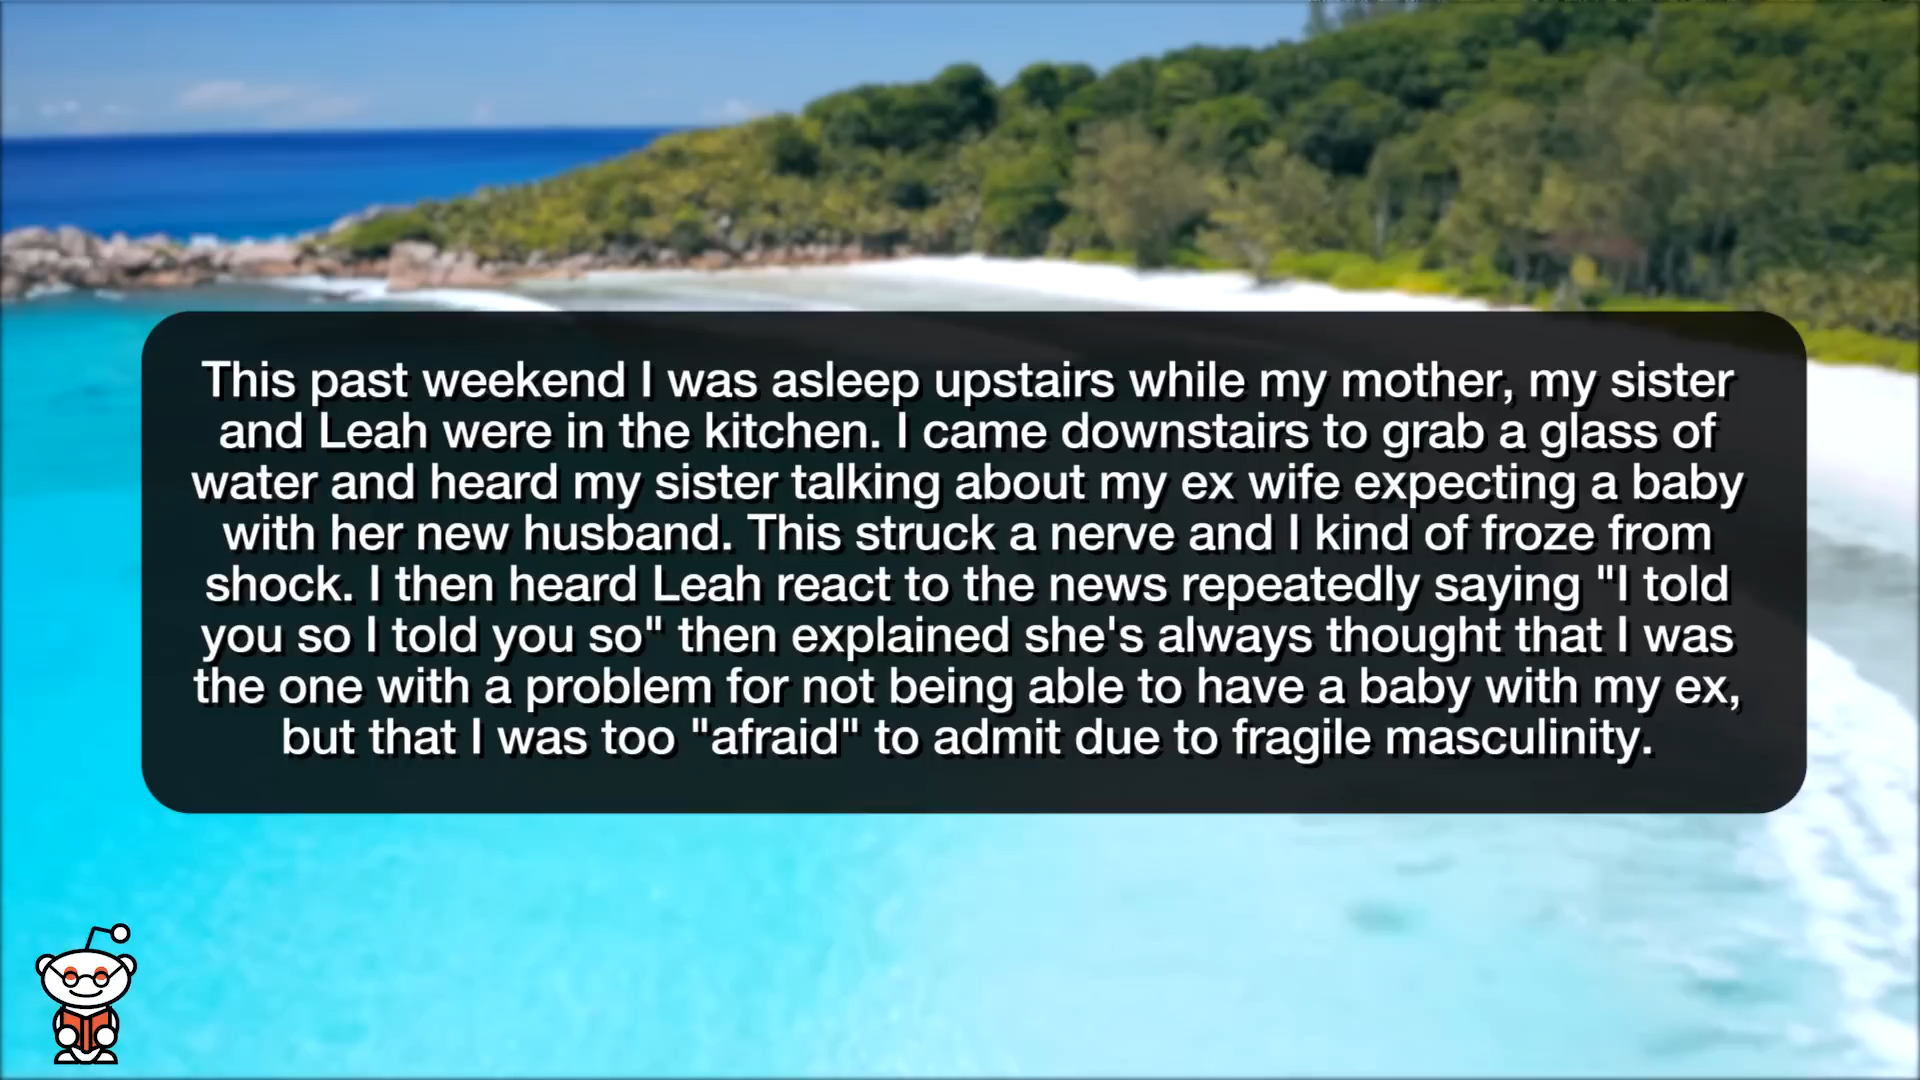 This past weekend I was asleep upstairs while my mother, my sister
and Leah were in the kitchen. I came downstairs to grab a glass of
water and heard my sister talking about my ex wife expecting a baby
with her new husband. This struck a nerve and I kind of froze from
shock. I then heard Leah react to the news repeatedly saying "I told
you so I told you so" then explained she's always thought that I was
the one with a problem for not being able to have a baby with my ex,
but that I was too "afraid" to admit due to fragile masculinity.